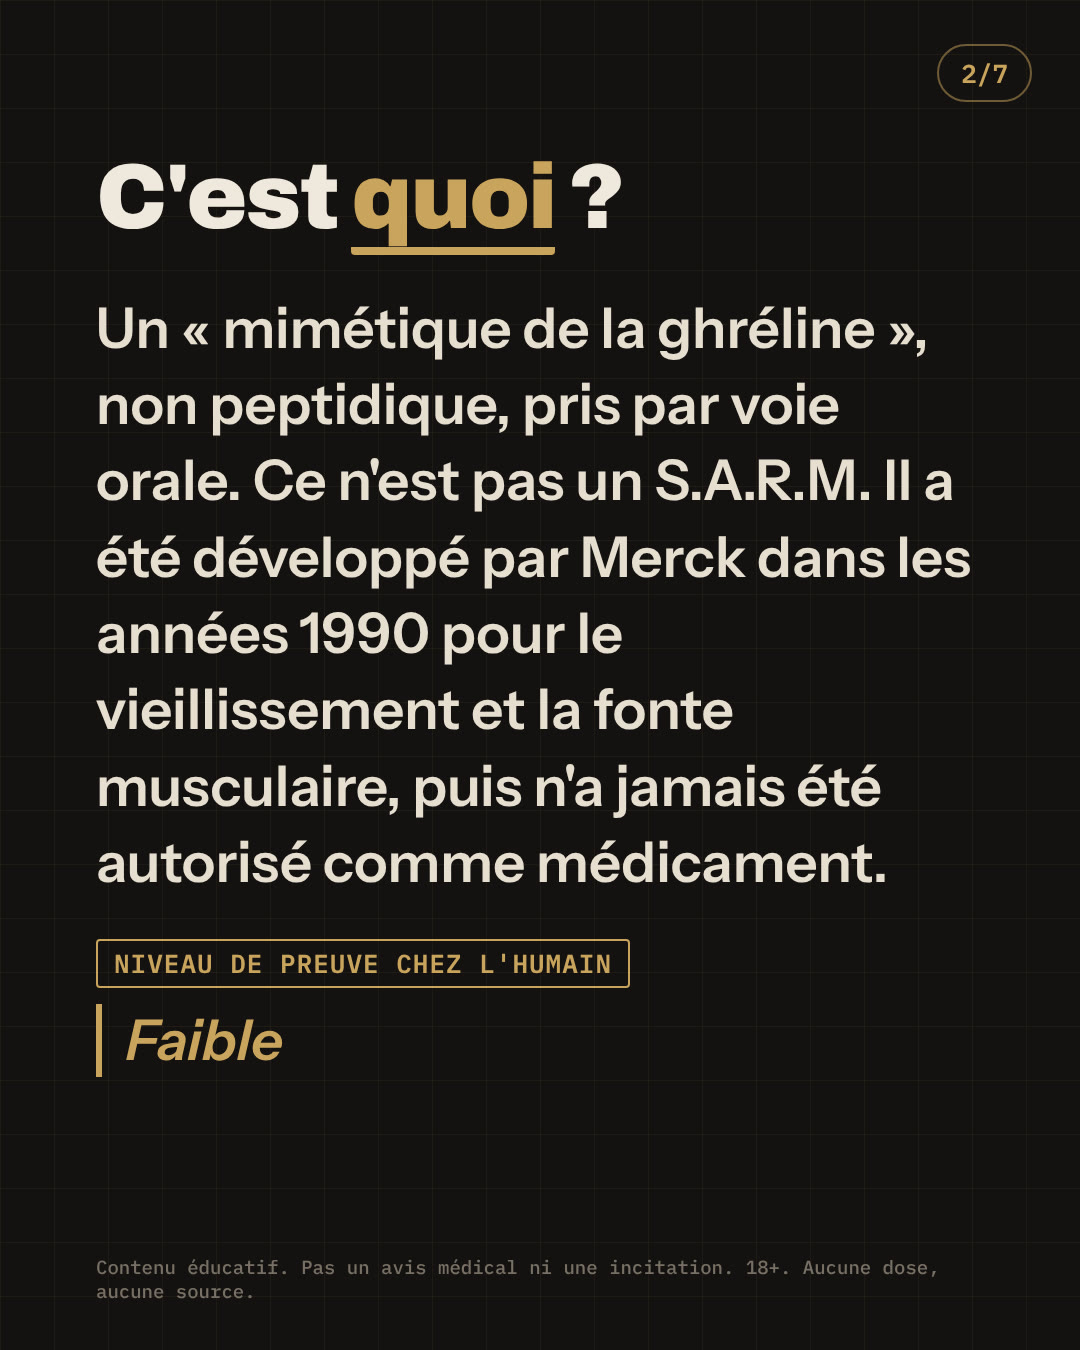 2/7
C'est quoi ?
Un « mimétique de la ghréline »,
non peptidique, pris par voie
orale. Ce n'est pas un S.A.R.M. Il a
été développé par Merck dans les
années 1990 pour le
vieillissement et la fonte
musculaire, puis n'a jamais été
autorisé comme médicament.
NIVEAU DE PREUVE CHEZ L'HUMAIN
Faible
Contenu éducatif. Pas un avis médical ni une incitation. 18+. Aucune dose,
aucune source.